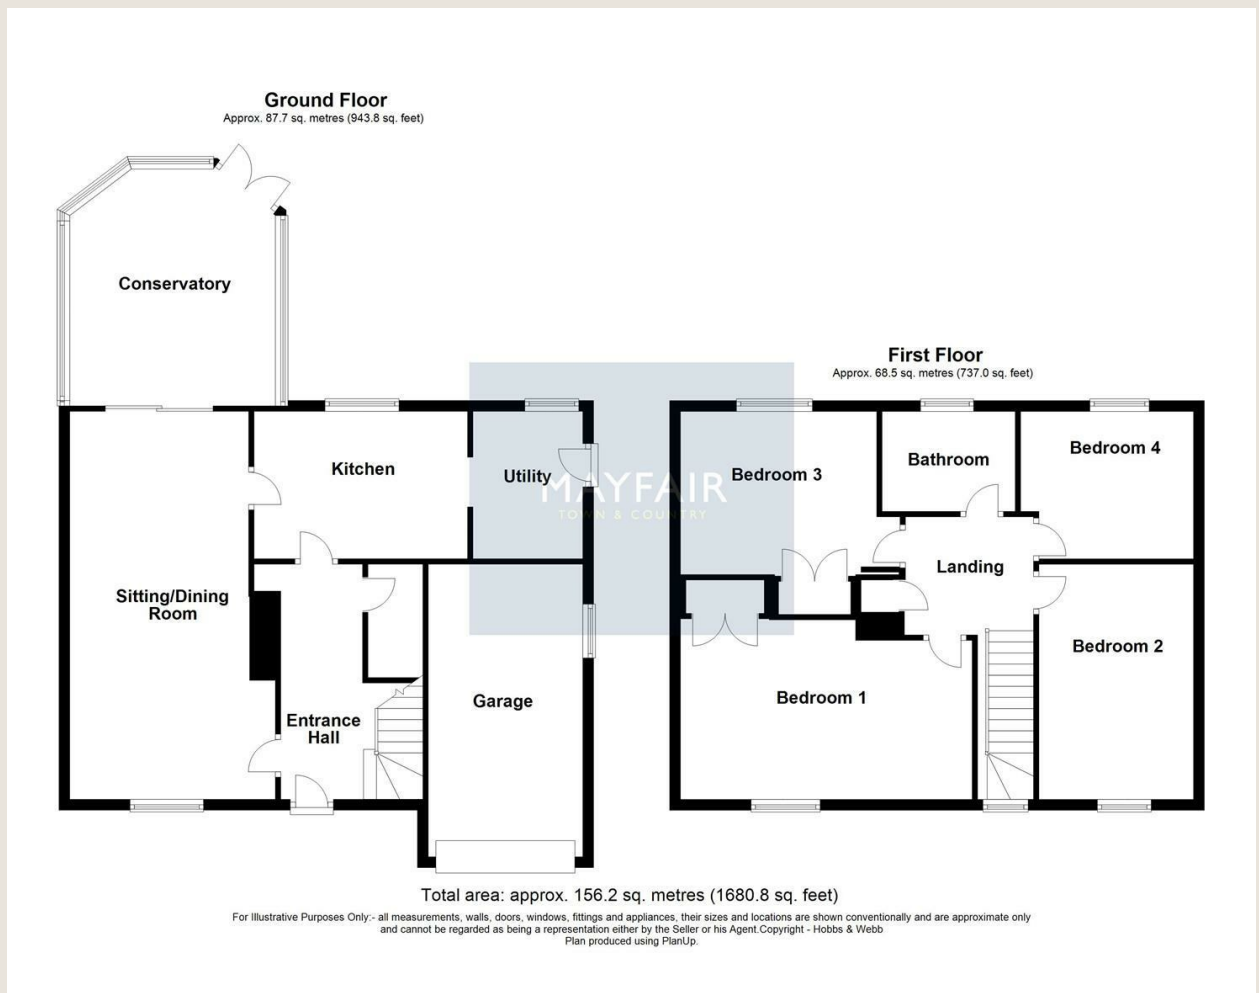 Ground Floor
Approx. 87.7 sq. metres (943.8 sq. feet)
Conservatory
Kitchen
Utility
Sitting/Dining
Room
Entrance
Hall
Garage
First Floor
Approx. 68.5 sq. metres (737.0 sq. feet)
Bedroom 3
Bathroom
Bedroom 4
Landing
Bedroom 1
Bedroom 2
MAYFAIR
TOWN & COUNTRY
Total area: approx. 156.2 sq. metres (1680.8 sq. feet)
For Illustrative Purposes Only:- all measurements, walls, doors, windows, fittings and appliances, their sizes and locations are shown conventionally and are approximate only
and cannot be regarded as being a representation either by the Seller or his Agent.Copyright - Hobbs & Webb
Plan produced using PlanUp.